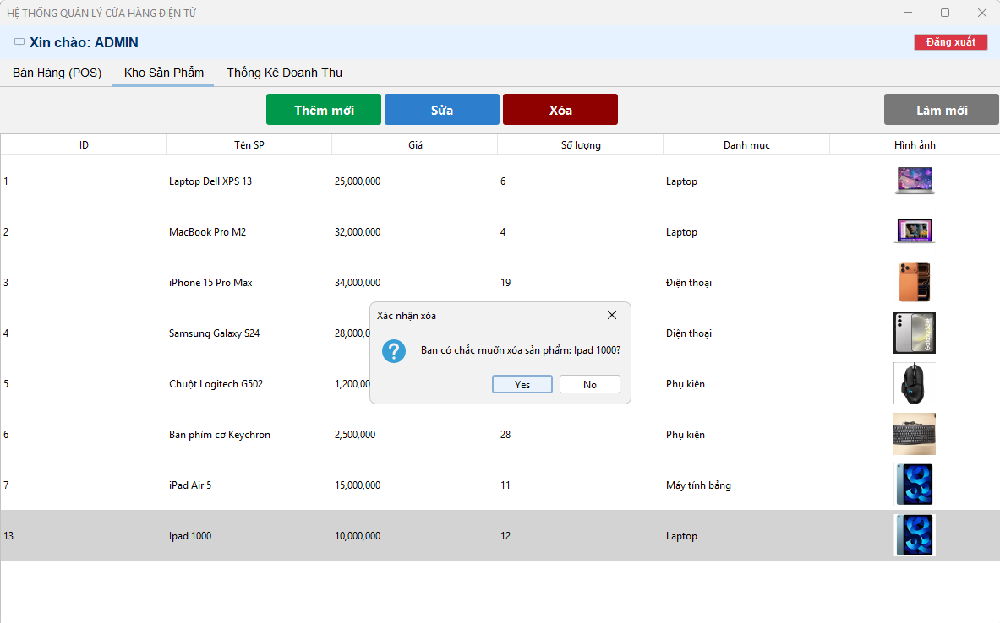 HỆ THỐNG QUẢN LÝ CỬA HÀNG ĐIỆN TỬ
Xin chào: ADMIN
Đăng xuất
Bán Hàng (POS) Kho Sản Phẩm Thống Kê Doanh Thu
Thêm mới Sửa Xóa Làm mới
ID Tên SP Giá Số lượng Danh mục Hình ảnh
1 Laptop Dell XPS 13 25,000,000 6 Laptop
2 MacBook Pro M2 32,000,000 4 Laptop
3 iPhone 15 Pro Max 34,000,000 19 Điện thoại
4 Samsung Galaxy S24 28,000,0 Điện thoại
Galaxy S24
5 Chuột Logitech G502 1,200,00 Phụ kiện
6 Bàn phím cơ Keychron 2,500,000 28 Phụ kiện
7 iPad Air 5 15,000,000 11 Máy tính bảng
13 Ipad 1000 10,000,000 12 Laptop
Xác nhận xóa
Bạn có chắc muốn xóa sản phẩm: Ipad 1000?
Yes No